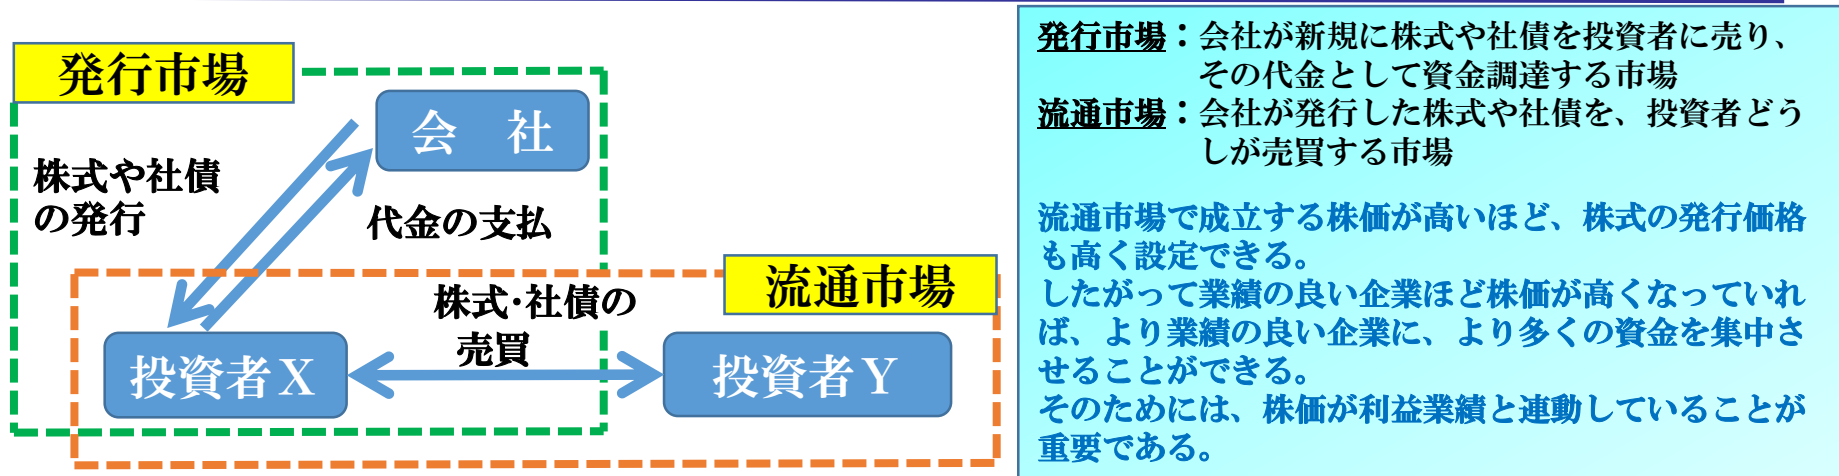 発行市場
会　社
株式や社債
の発行
代金の支払
流通市場
株式･社債の
売買
投資者Ｘ
投資者Ｙ
発行市場：会社が新規に株式や社債を投資者に売り、
その代金として資金調達する市場
流通市場：会社が発行した株式や社債を、投資者どう
しが売買する市場
流通市場で成立する株価が高いほど、株式の発行価格
も高く設定できる。
したがって業績の良い企業ほど株価が高くなっていれ
ば、より業績の良い企業に、より多くの資金を集中さ
せることができる。
そのためには、株価が利益業績と連動していることが
重要である。